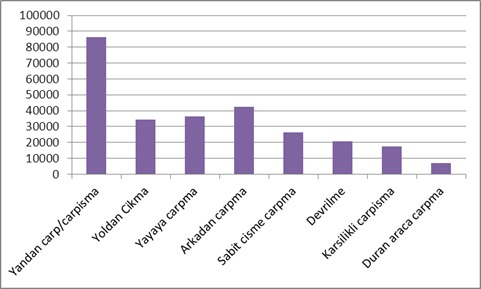 100000
90000
80000
70000
60000
50000
40000
30000
20000
10000
0
Yandan carp/carpisma
Yoldan Cikma
Yayaya carpma
Arkadan carpma
Sabit cisme carpma
Devrilme
Karsilikli carpisma
Duran araca carpma